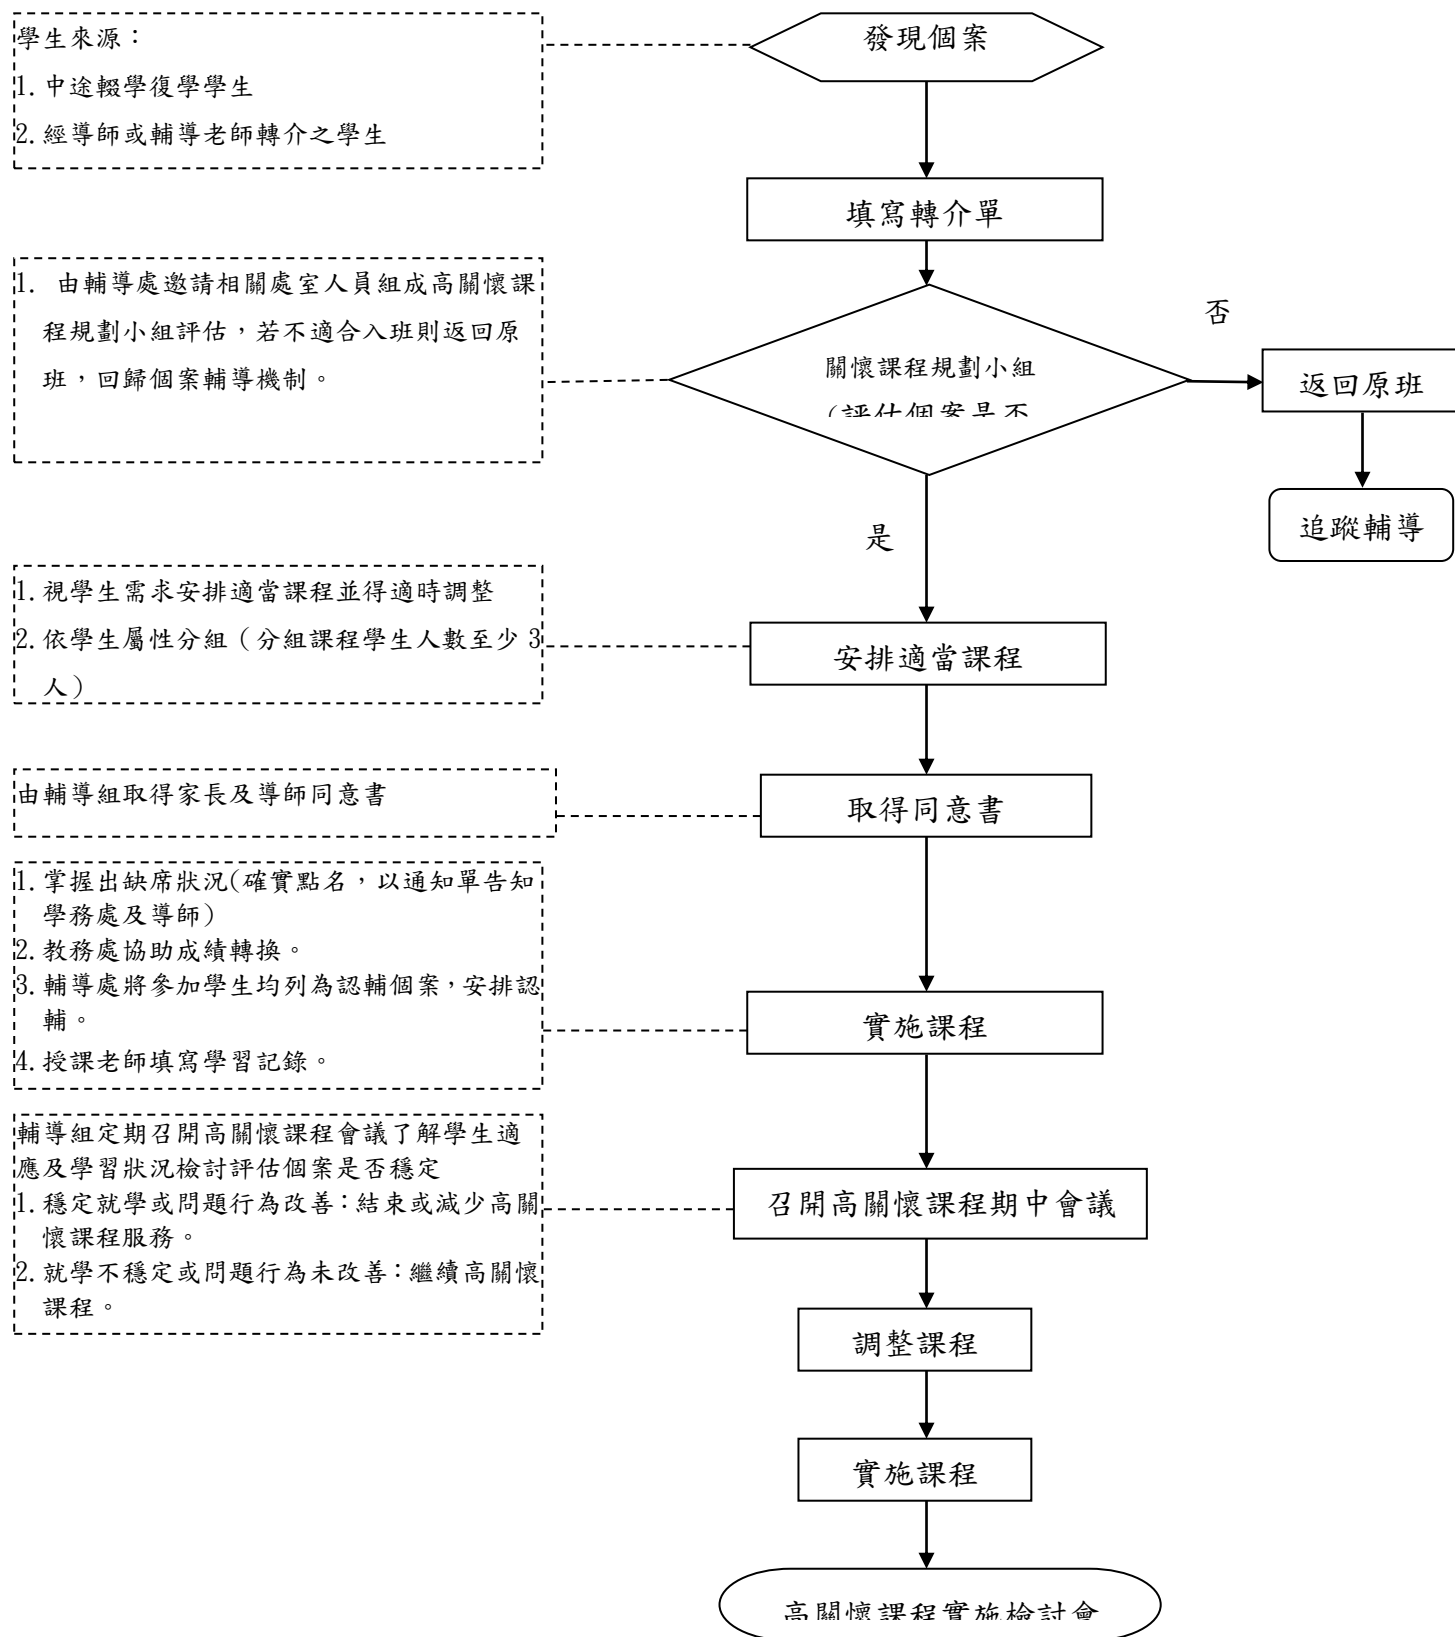 學生來源：
1. 中途輟學復學學生
2. 經導師或輔導老師轉介之學生
發現個案
填寫轉介單
1. 由輔導處邀請相關處室人員組成高關懷課
程規劃小組評估，若不適合入班則返回原
班，回歸個案輔導機制。
關懷課程規劃小組
(評估個案是否
否
返回原班
追蹤輔導
是
1. 視學生需求安排適當課程並得適時調整
2. 依學生屬性分組（分組課程學生人數至少 3
人）
安排適當課程
由輔導組取得家長及導師同意書
取得同意書
1. 掌握出缺席狀況(確實點名，以通知單告知
學務處及導師)
2. 教務處協助成績轉換。
3. 輔導處將參加學生均列為認輔個案，安排認
輔。
4. 授課老師填寫學習記錄。
實施課程
輔導組定期召開高關懷課程會議了解學生適
應及學習狀況檢討評估個案是否穩定
1. 穩定就學或問題行為改善：結束或減少高關
懷課程服務。
2. 就學不穩定或問題行為未改善：繼續高關懷
課程。
召開高關懷課程期中會議
調整課程
實施課程
高關懷課程實施檢討會